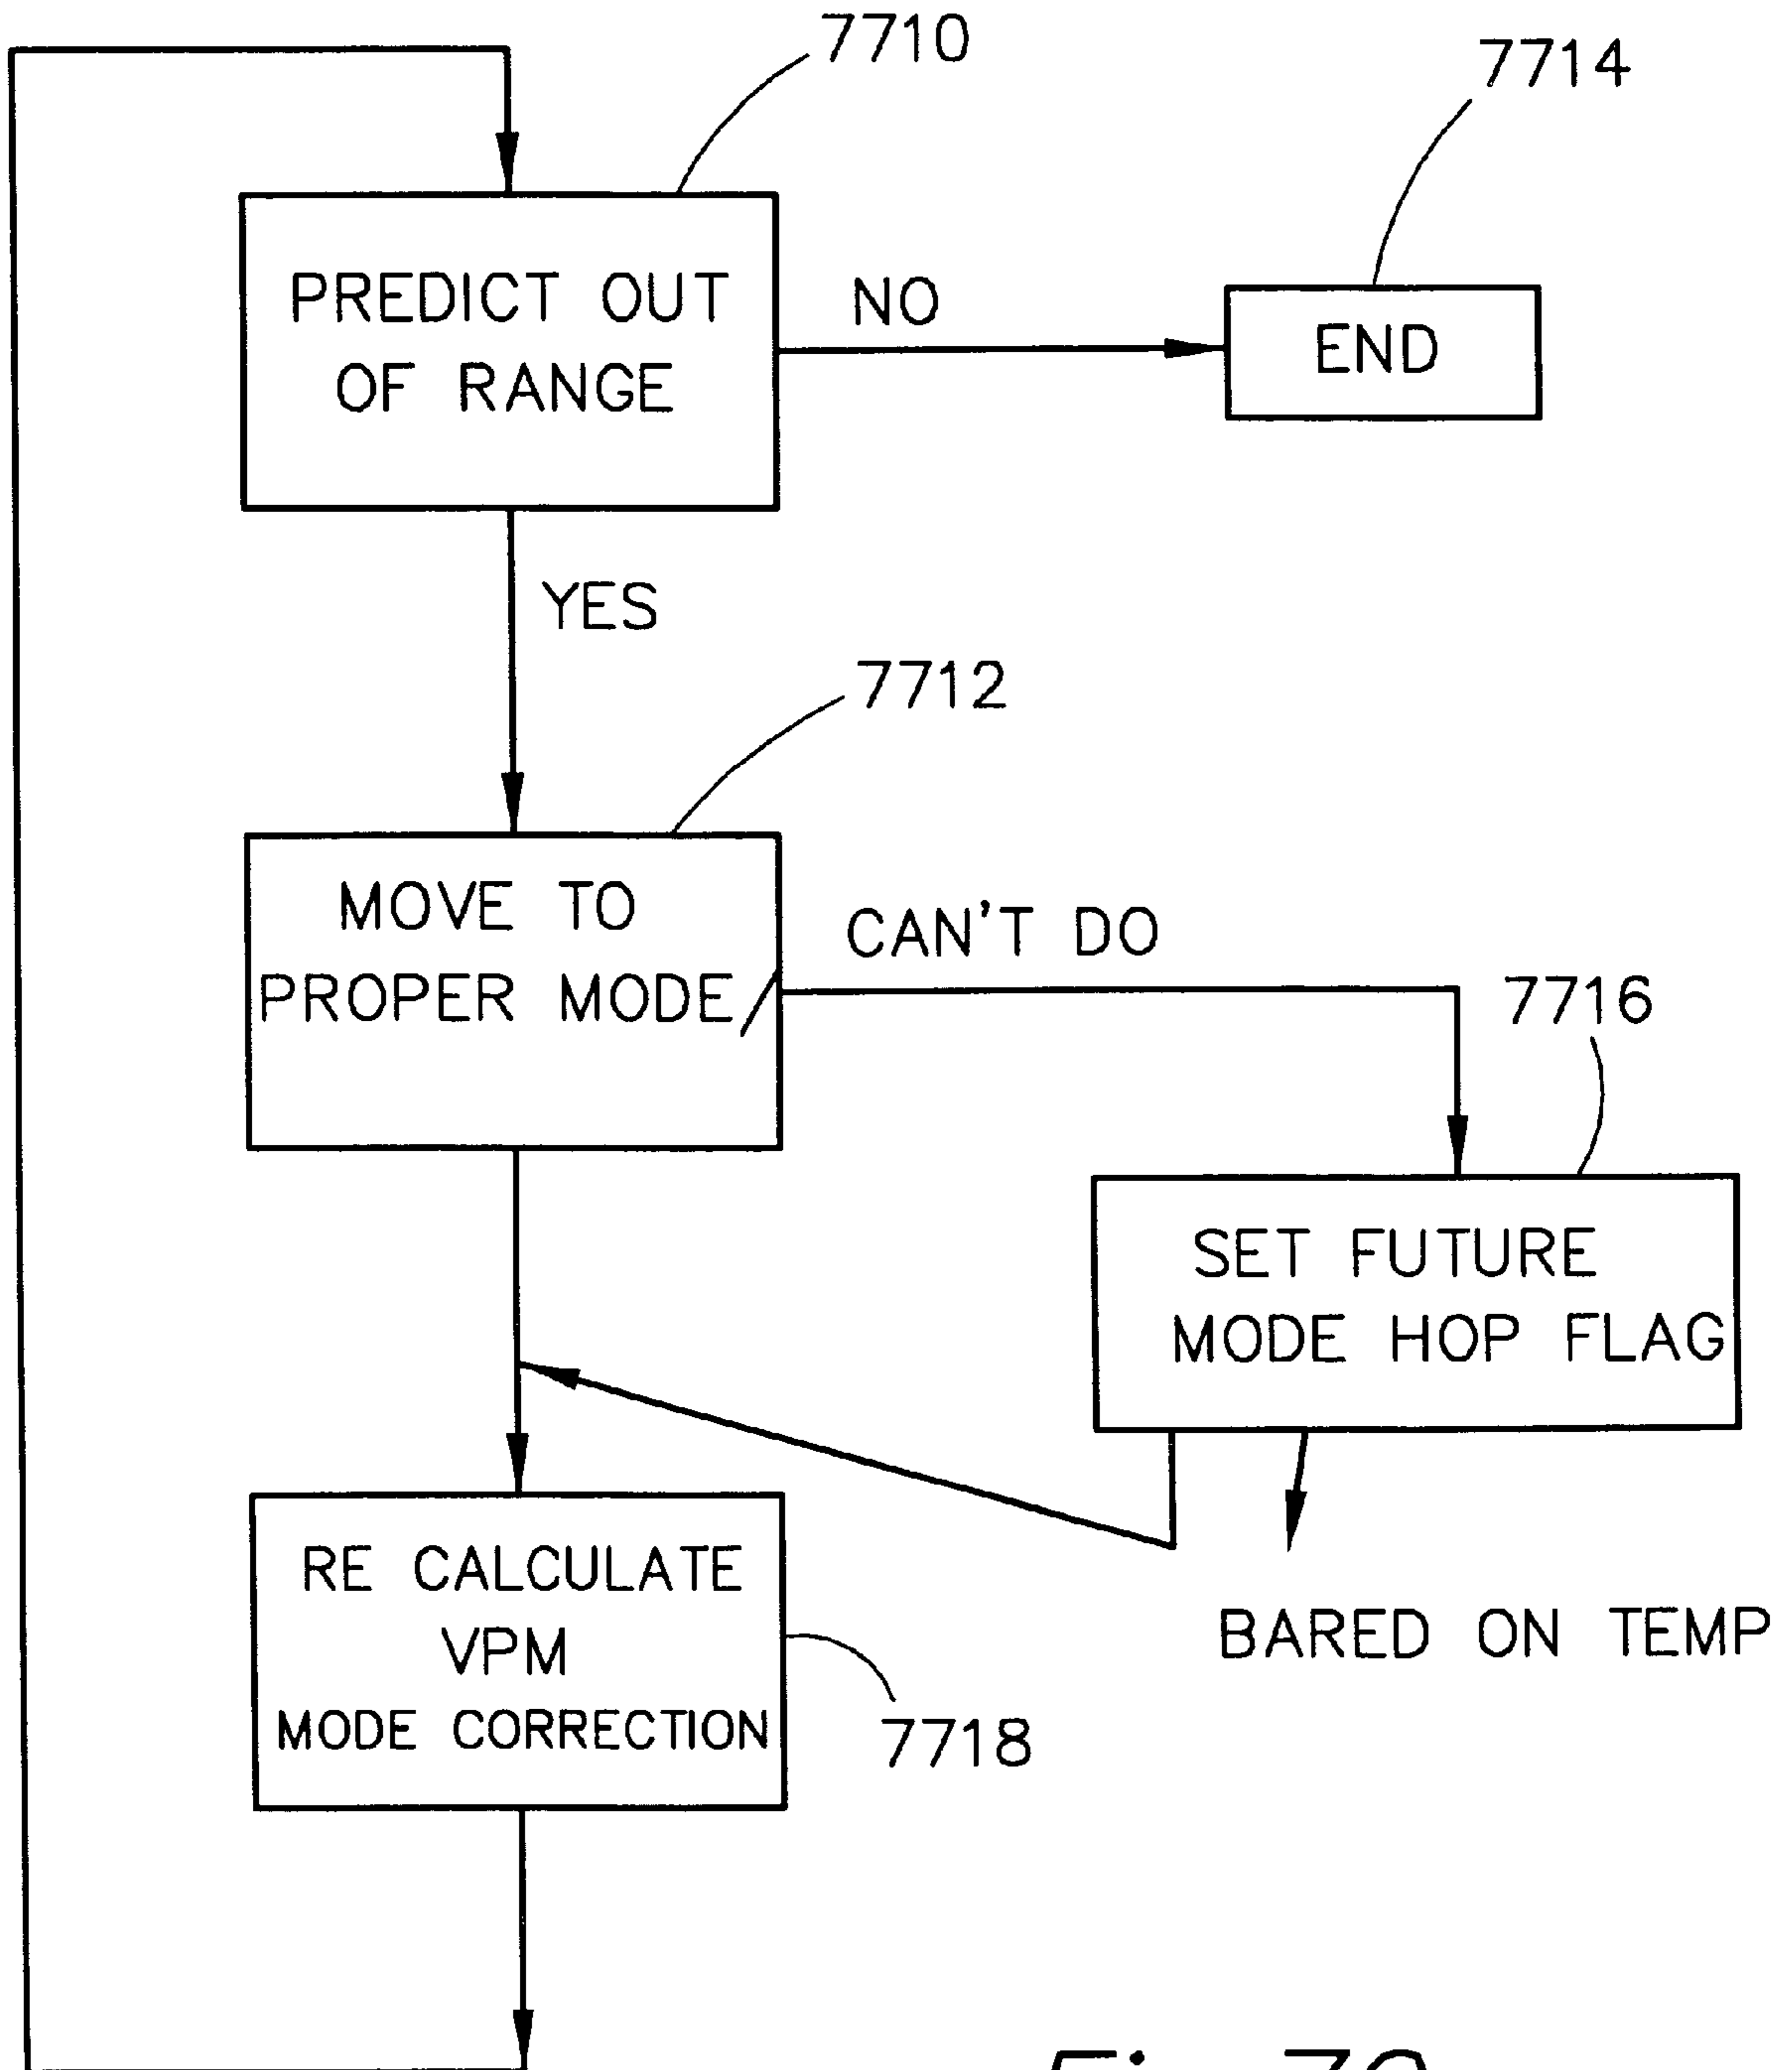 7710
7714
PREDICT OUT
OF RANGE
NO
END
YES
7712
MOVE TO
PROPER MODE/
CAN'T DO
7716
SET FUTURE
MODE HOP FLAG
RE CALCULATE
VPM
MODE CORRECTION
BARED ON TEMP
7718